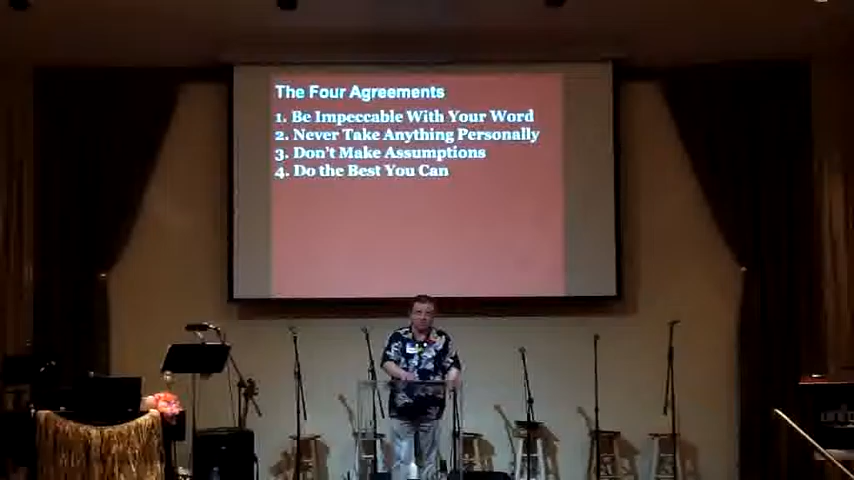 The Four Agreements
1. Be Impeccable With Your Word
2. Never Take Anything Personally
3. Don't Make Assumptions
4. Do the Best You Can